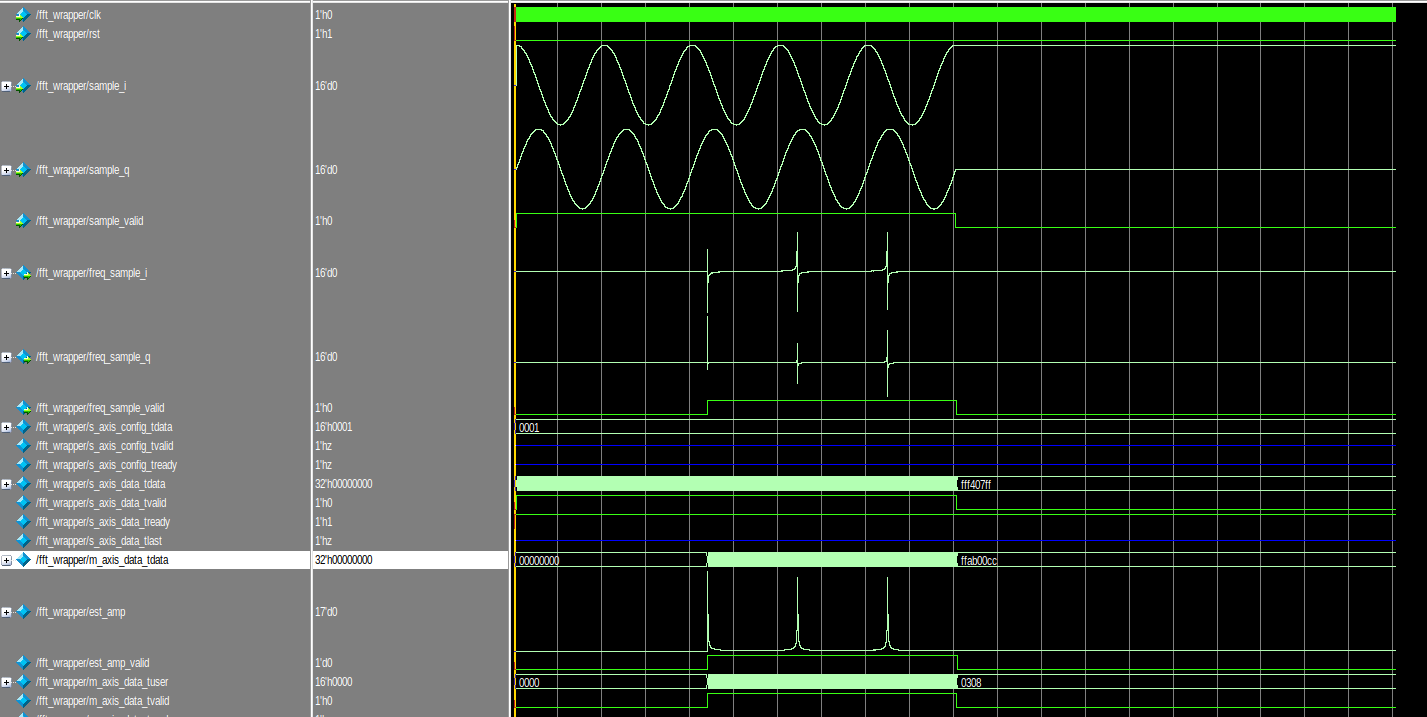 /fft_wrapper/clk 1'h0
/fft_wrapper/rst 1'h1
/fft_wrapper/sample_i 16'd0
/fft_wrapper/sample_q 16'd0
/fft_wrapper/sample_valid 1'h0
/fft_wrapper/freq_sample_i 16'd0
/fft_wrapper/freq_sample_q 16'd0
/fft_wrapper/freq_sample_valid 1'h0
/fft_wrapper/s_axis_config_tdata 16'h0001 0001
/fft_wrapper/s_axis_config_tvalid 1'hz
/fft_wrapper/s_axis_config_tready 1'hz
/fft_wrapper/s_axis_data_tdata 32'h00000000 fff407ff
/fft_wrapper/s_axis_data_tvalid 1'h0
/fft_wrapper/s_axis_data_tready 1'h1
/fft_wrapper/s_axis_data_tlast 1'hz
/fft_wrapper/m_axis_data_tdata 32'h00000000 00000000 ffab00cc
/fft_wrapper/est_amp 17'd0
/fft_wrapper/est_amp_valid 1'd0
/fft_wrapper/m_axis_data_tuser 16'h0000 0000 0308
/fft_wrapper/m_axis_data_tvalid 1'h0